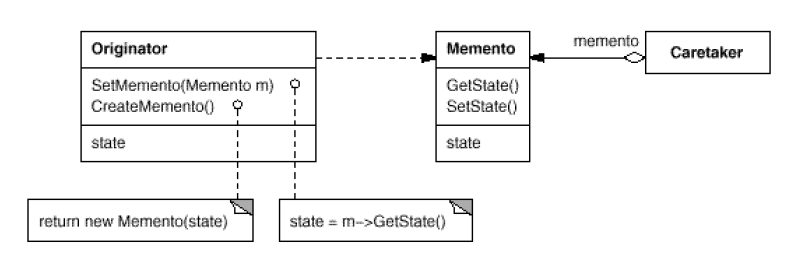 Originator
SetMemento(Memento m)
CreateMemento()
state
Memento
GetState()
SetState()
state
memento
Caretaker
return new Memento(state)
state = m->GetState()